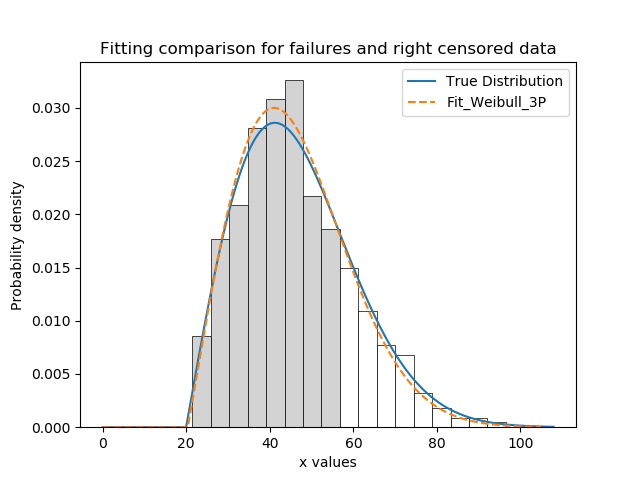 Fitting comparison for failures and right censored data
True Distribution
Fit_Weibull_3P
Probability density
0.030
0.025
0.020
0.015
0.010
0.005
0.000
0 20 40 60 80 100
x values